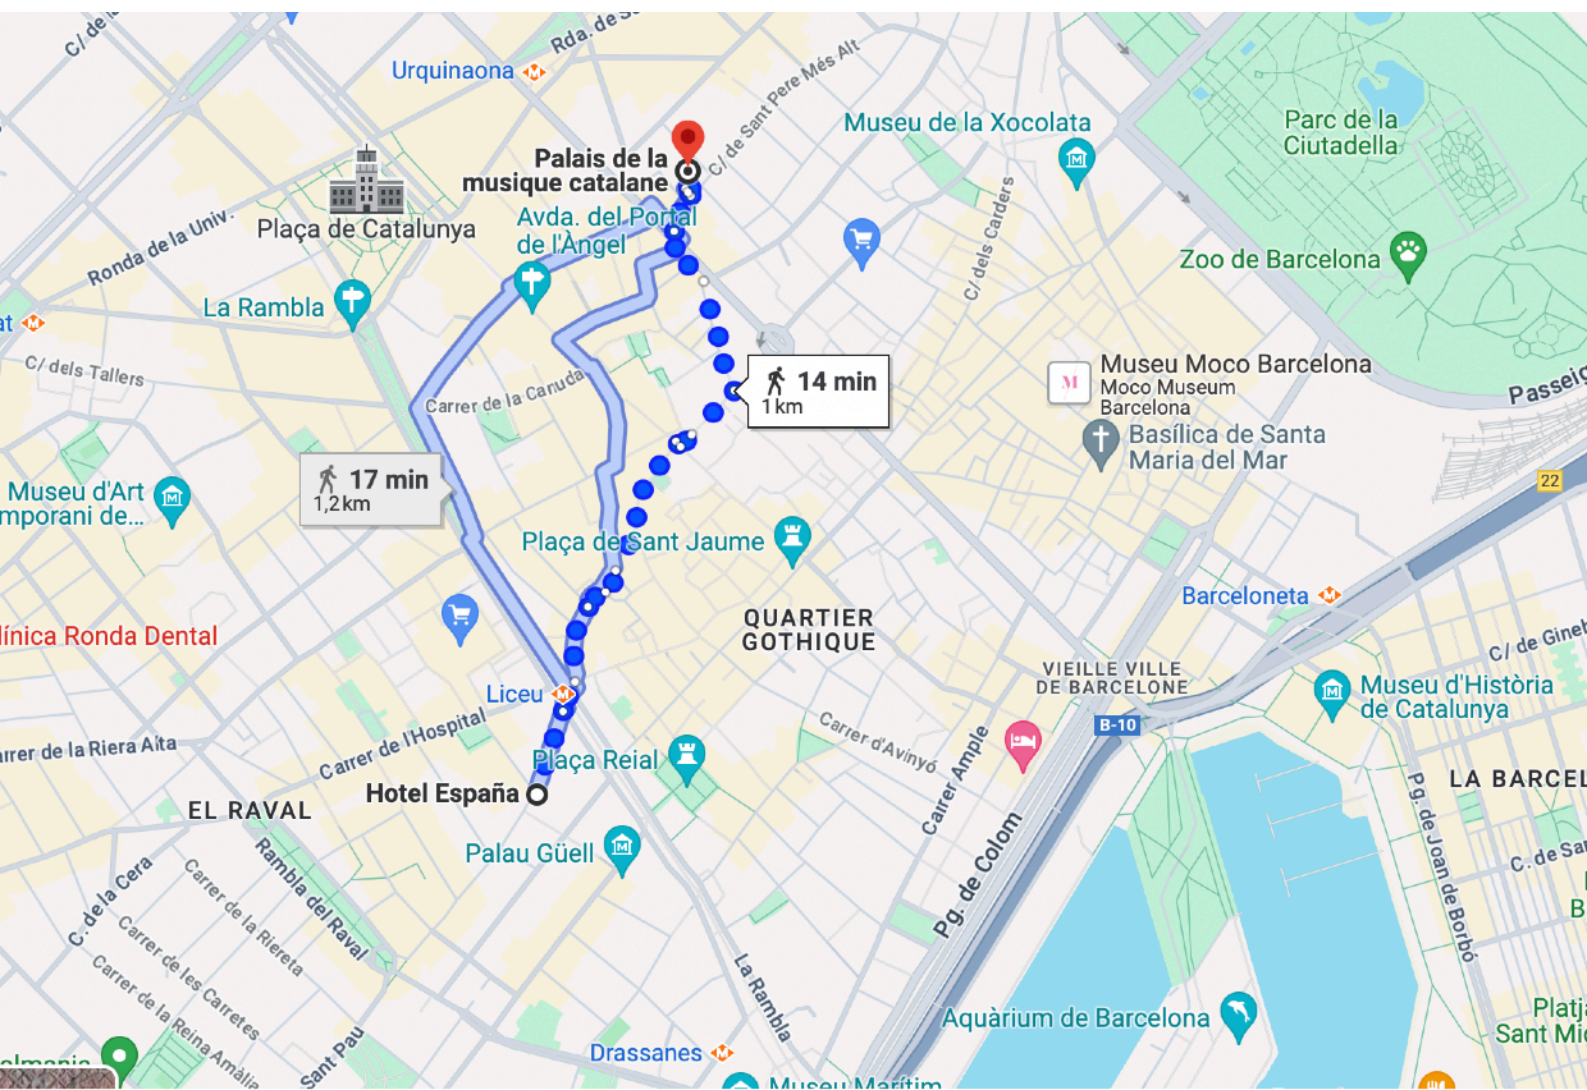 Rda. de S
Urquinaona
C/ de Sant Pere Més Alt
Museu de la Xocolata
Parc de la
Ciutadella
Palais de la
musique catalane
Avda. del Portal
de l'Àngel
Plaça de Catalunya
Ronda de la Univ.
C/ dels Carders
Zoo de Barcelona
La Rambla
at
C/ dels Tallers
Carrer de la Canuda
14 min
1 km
Museu Moco Barcelona
Moco Museum
Barcelona
M
Basílica de Santa
Maria del Mar
Passeig
17 min
1,2 km
22
Museu d'Art
mporani de...
Plaça de Sant Jaume
Barceloneta
QUARTIER
GOTHIQUE
línica Ronda Dental
C/ de Gineb
VIEILLE VILLE
DE BARCELONE
Liceu
Museu d'Història
de Catalunya
B-10
Carrer de l'Hospital
arrer de la Riera Alta
Carrer d'Avinyó
Carrer Ample
Plaça Reial
Hotel España
LA BARCEL
EL RAVAL
Pg. de Joan de Borbó
Palau Güell
Pg. de Colom
C. de Sa
Rambla del Raval
C. de la Cera
Carrer de la Riereta
B
Carrer de les Carretes
Carrer de la Reina Amàlia
La Rambla
Aquàrium de Barcelona
Platj
Sant Mi
Sant Pau
Drassanes
Museu Marítim